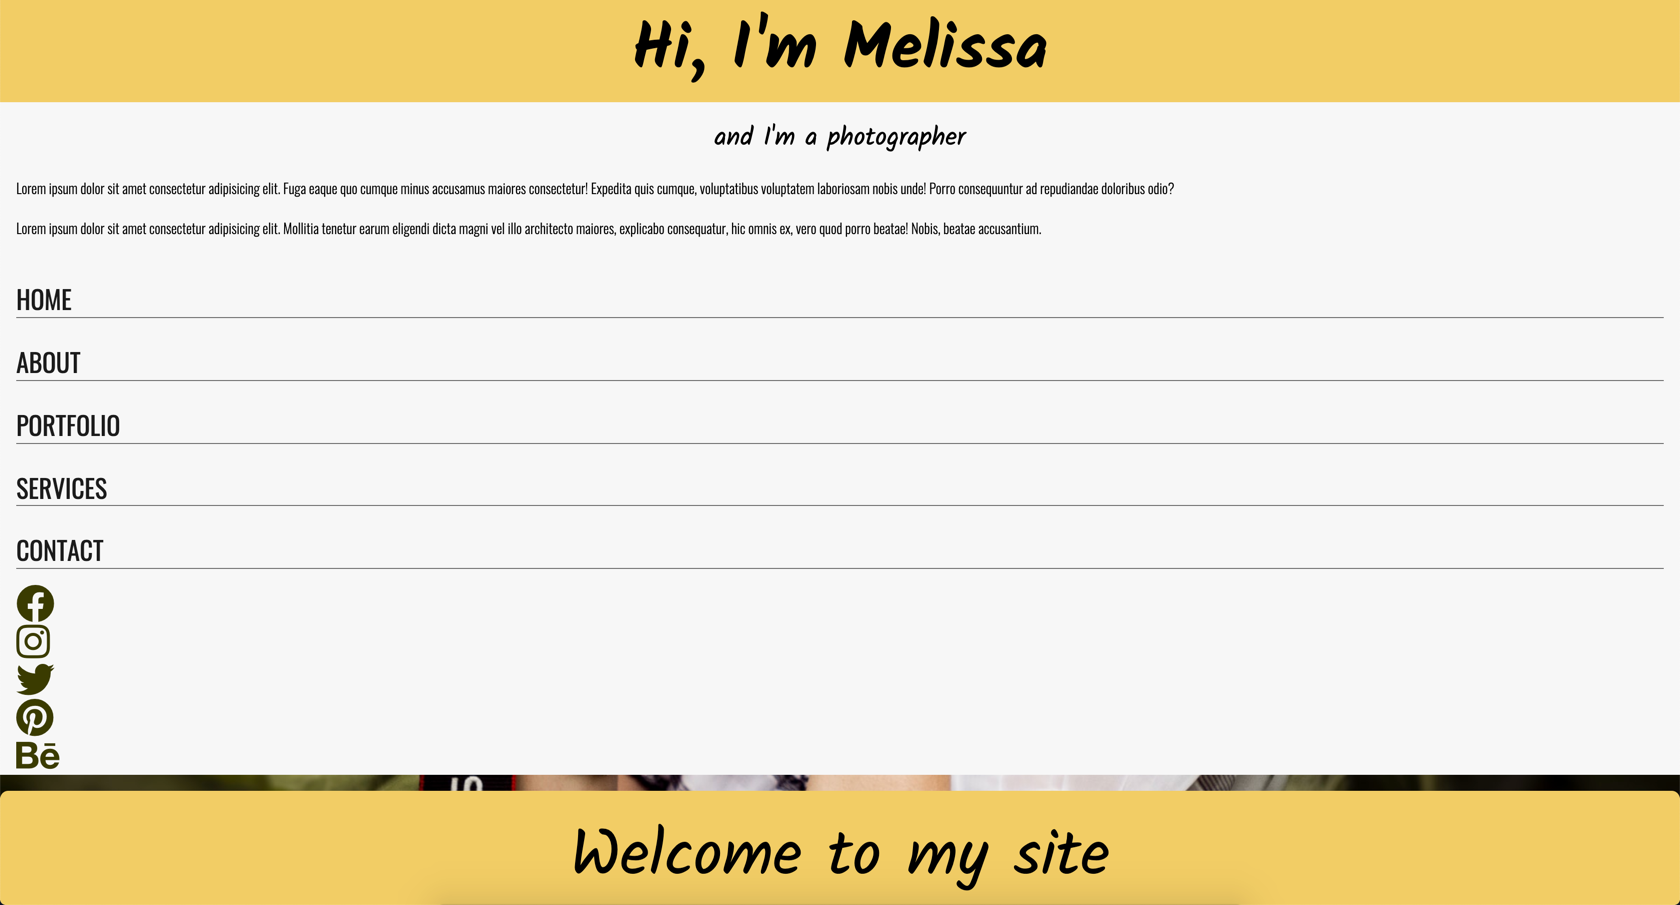 Hi, I'm Melissa
and I'm a photographer
Lorem ipsum dolor sit amet consectetur adipisicing elit. Fuga eaque quo cumque minus accusamus maiores consectetur! Expedita quis cumque, voluptatibus voluptatem laboriosam nobis unde! Porro consequuntur ad repudiandae doloribus odio?
Lorem ipsum dolor sit amet consectetur adipisicing elit. Mollitia tenetur earum eligendi dicta magni vel illo architecto maiores, explicabo consequatur, hic omnis ex, vero quod porro beatae! Nobis, beatae accusantium.
HOME
ABOUT
PORTFOLIO
SERVICES
CONTACT
Bē
Welcome to my site